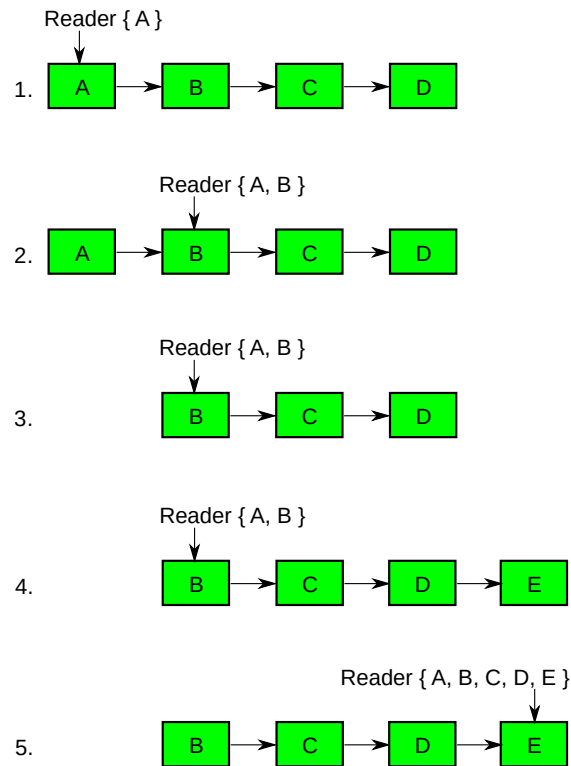 Reader { A }
1. A B C D
Reader { A, B }
2. A B C D
Reader { A, B }
3. B C D
Reader { A, B }
4. B C D E
Reader { A, B, C, D, E }
5. B C D E